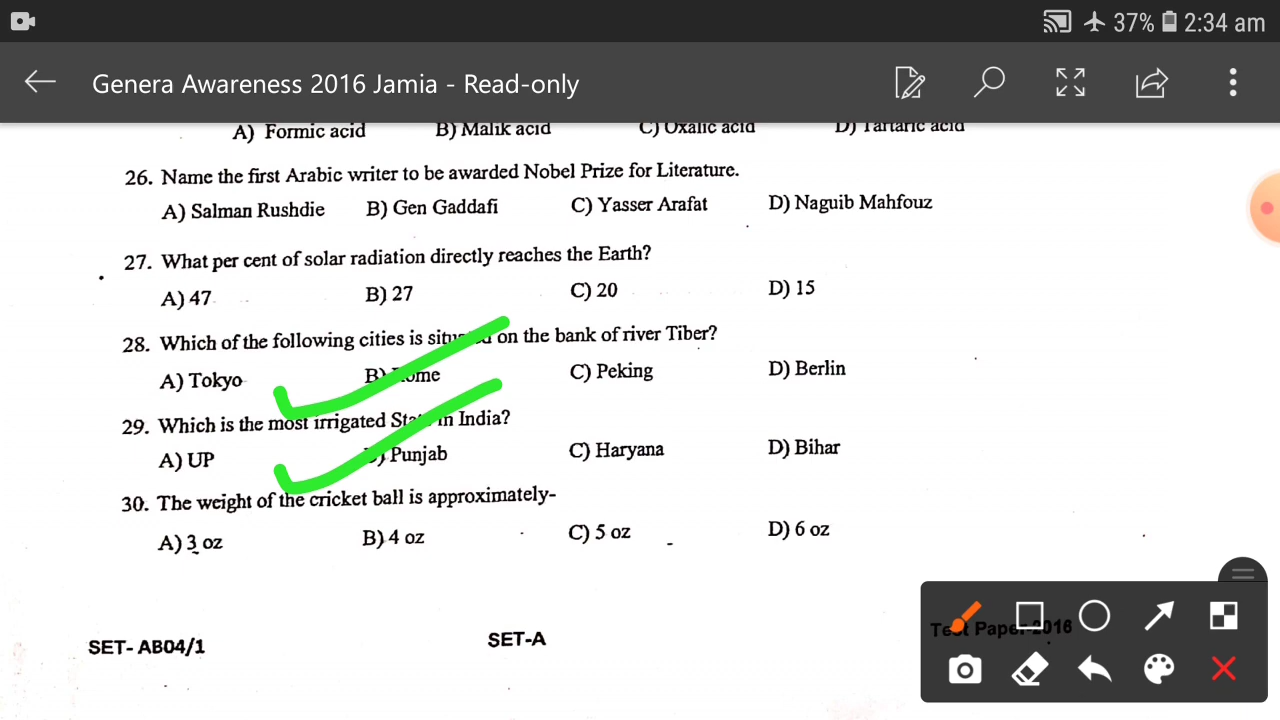 37% 2:34 am
Genera Awareness 2016 Jamia - Read-only
A) Formic acid B) Malik acid C) Oxalic acid D) Tartaric acid
26. Name the first Arabic writer to be awarded Nobel Prize for Literature.
A) Salman Rushdie B) Gen Gaddafi C) Yasser Arafat D) Naguib Mahfouz
27. What per cent of solar radiation directly reaches the Earth?
A) 47 B) 27 C) 20 D) 15
28. Which of the following cities is situated on the bank of river Tiber?
A) Tokyo B) Rome C) Peking D) Berlin
29. Which is the most irrigated State in India?
A) UP B) Punjab C) Haryana D) Bihar
30. The weight of the cricket ball is approximately-
A) 3 oz B) 4 oz C) 5 oz D) 6 oz
SET- AB04/1 SET-A Test Paper-2016